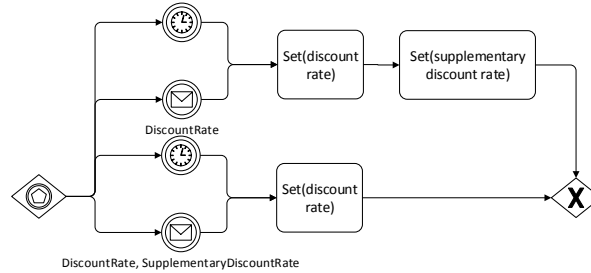 Set(discount
rate)
Set(supplementary
discount rate)
DiscountRate
Set(discount
rate)
X
DiscountRate, SupplementaryDiscountRate